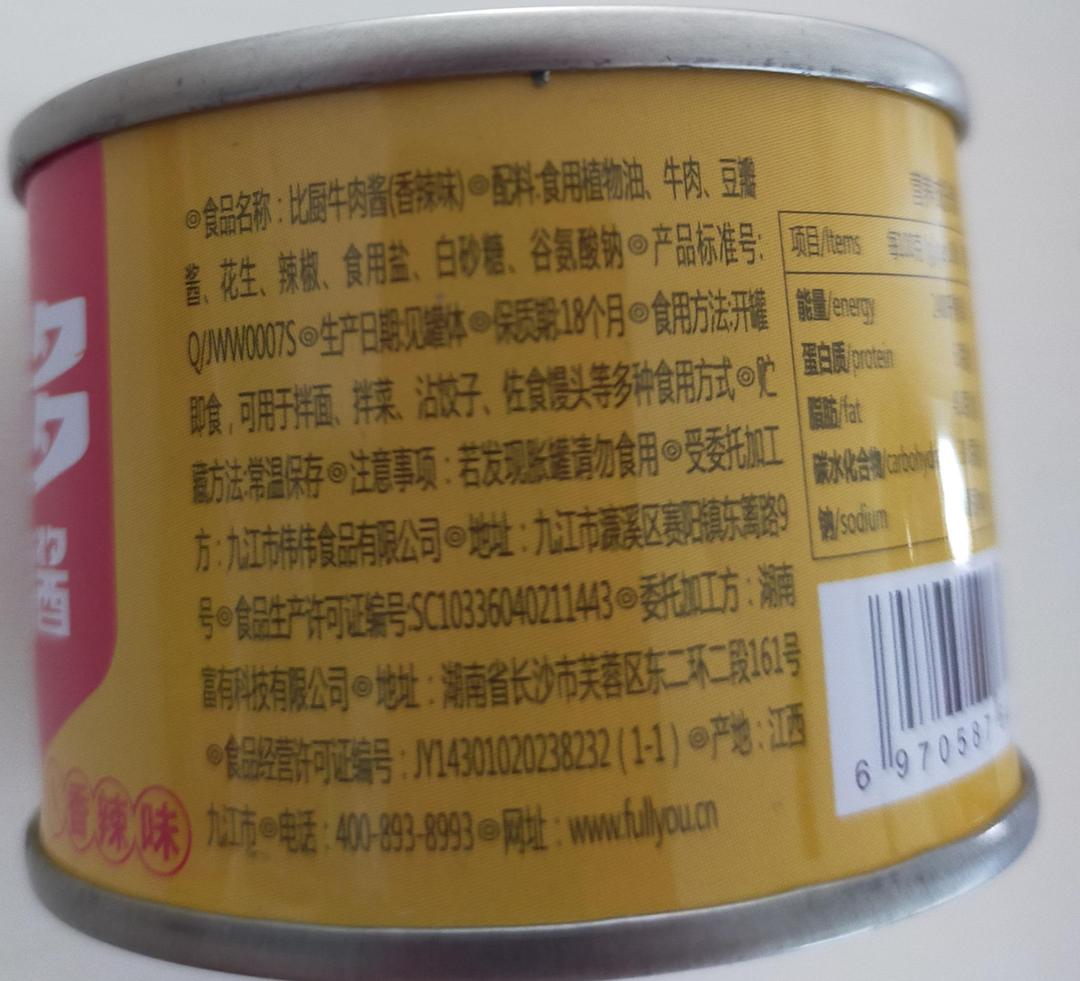 ◎食品名称：比厨牛肉酱(香辣味)◎配料:食用植物油、牛肉、豆瓣
酱、花生、辣椒、食用盐、白砂糖、谷氨酸钠◎产品标准号:
Q/JWW0007S◎生产日期:见罐体◎保质期:18个月◎食用方法:开罐
即食，可用于拌面、拌菜、沾饺子、佐食馒头等多种食用方式◎贮
藏方法:常温保存◎注意事项：若发现胀罐请勿食用◎受委托加工
方：九江市伟伟食品有限公司◎地址：九江市濂溪区赛阳镇东篱路9
号◎食品生产许可证编号:SC10336040211443◎委托加工方：湖南
富有科技有限公司◎地址：湖南省长沙市芙蓉区东二环二段161号
◎食品经营许可证编号：JY14301020238232（1-1）◎产地：江西
九江市◎电话：400-893-8993◎网址：www.fullyou.cn
项目/Items
能量/energy
蛋白质/protein
脂肪/fat
碳水化合物
钠/sodium
6 970587
酱
香辣味